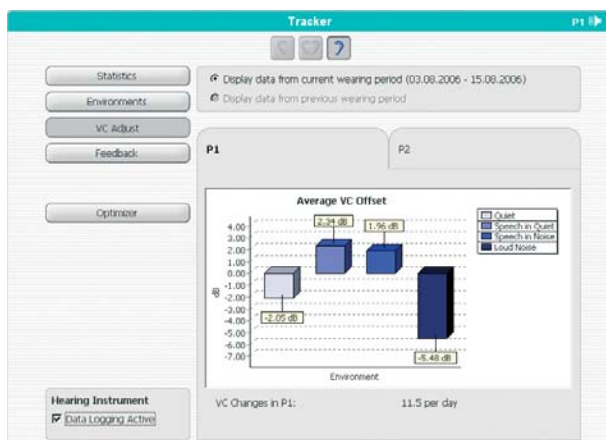 Tracker
P1
Statistics
Environments
VC Adjust
Feedback
Optimizer
Hearing Instrument
Data Logging Active
Display data from current wearing period (03.08.2006 - 15.08.2006)
Display data from previous wearing period
P1
P2
Average VC Offset
4.00
3.00
2.00
1.00
0.00
-1.00
-2.00
-3.00
-4.00
-5.00
-6.00
-7.00
dB
-2.05 dB
2.34 dB
1.96 dB
-5.48 dB
Environment
Quiet
Speech in Quiet
Speech in Noise
Loud Noise
VC Changes in P1: 11.5 per day